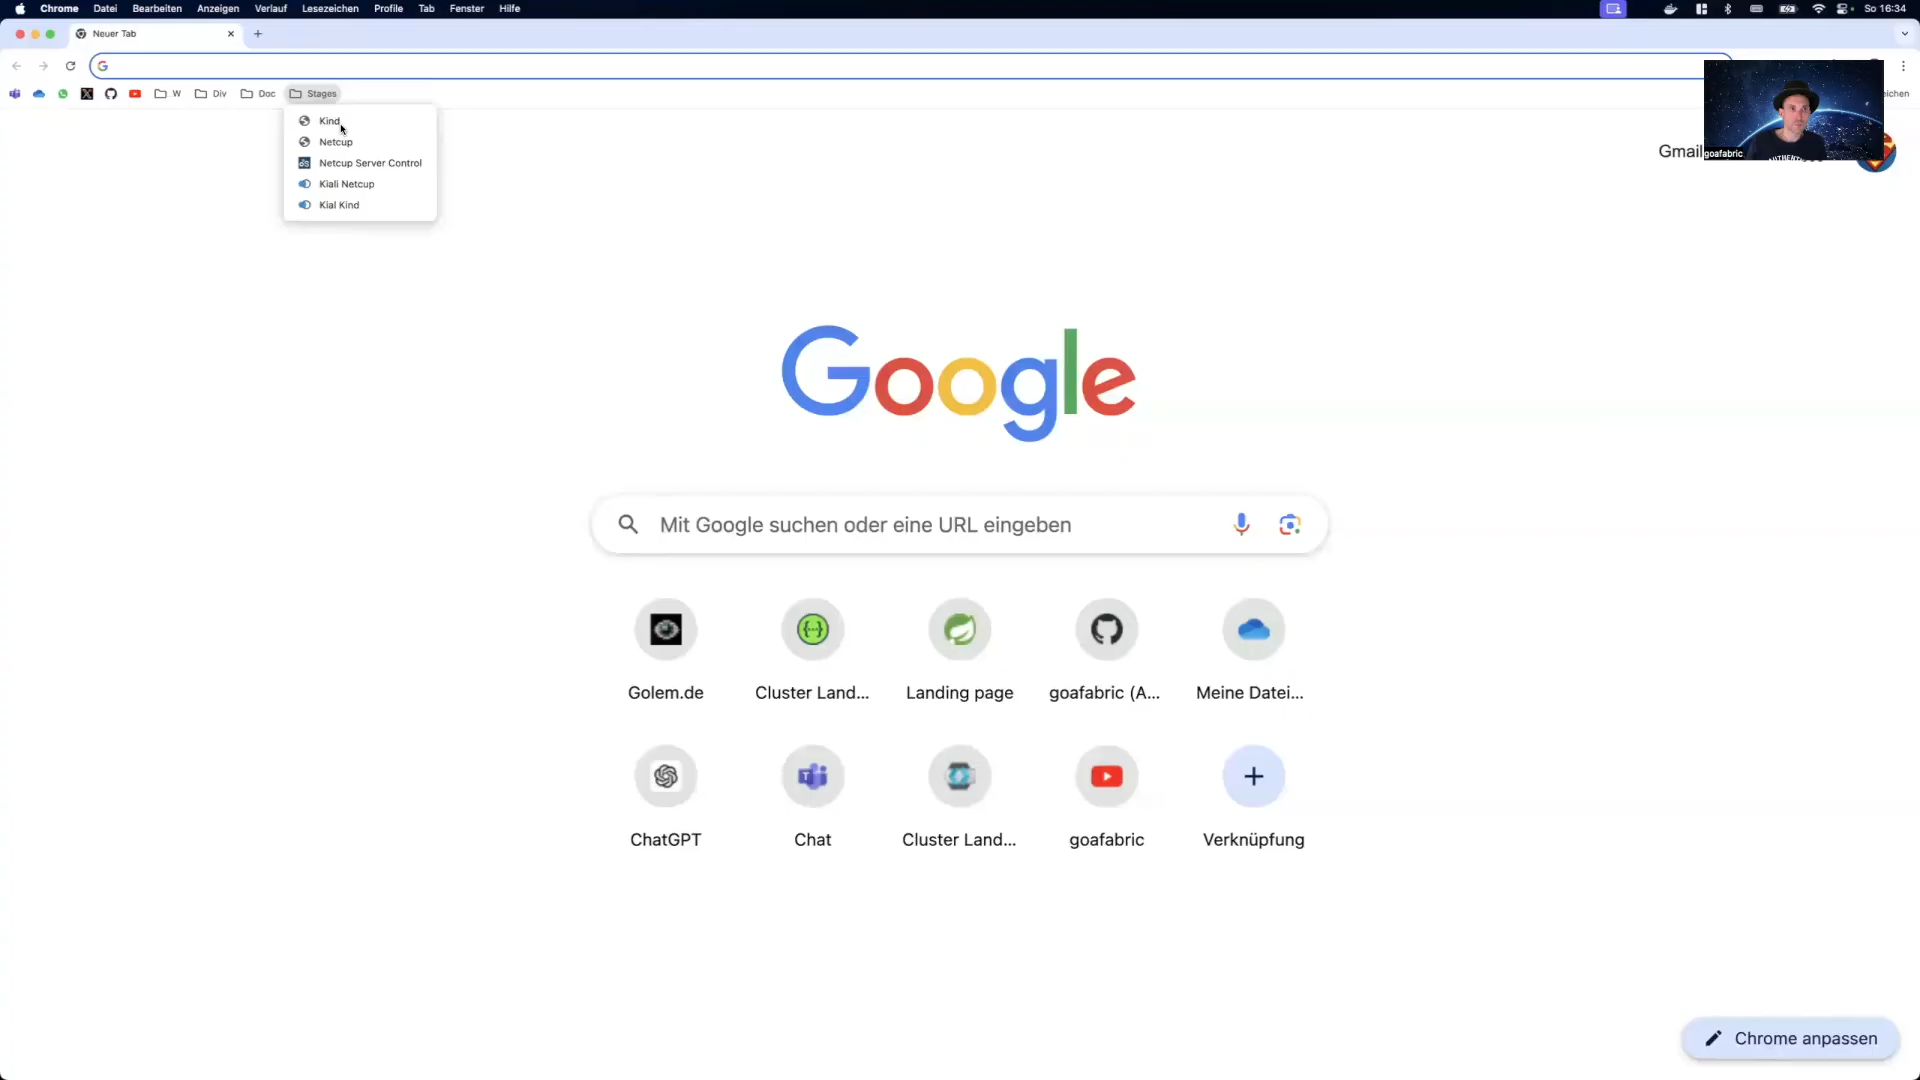 Chrome Datei Bearbeiten Anzeigen Verlauf Lesezeichen Profile Tab Fenster Hilfe So 16:34
Neuer Tab
W Div Doc Stages
Kind
Netcup
Netcup Server Control
Kiali Netcup
Kial Kind
Gmail
goafabric
Google
Mit Google suchen oder eine URL eingeben
Golem.de Cluster Land... Landing page goafabric (A... Meine Datei...
ChatGPT Chat Cluster Land... goafabric Verknüpfung
Chrome anpassen